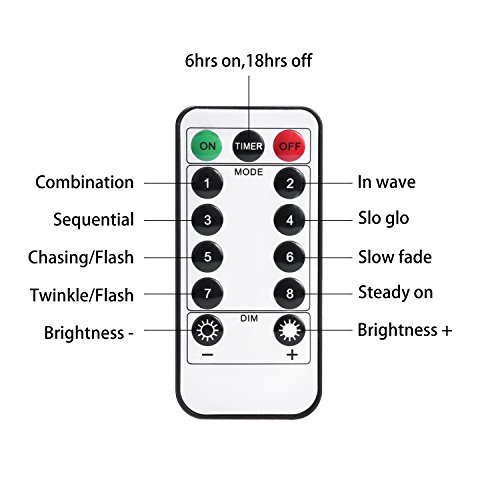 6hrs on,18hrs off
ON TIMER OFF
MODE
Combination 1 2 In wave
Sequential 3 4 Slo glo
Chasing/Flash 5 6 Slow fade
Twinkle/Flash 7 8 Steady on
DIM
Brightness - Brightness +
− +